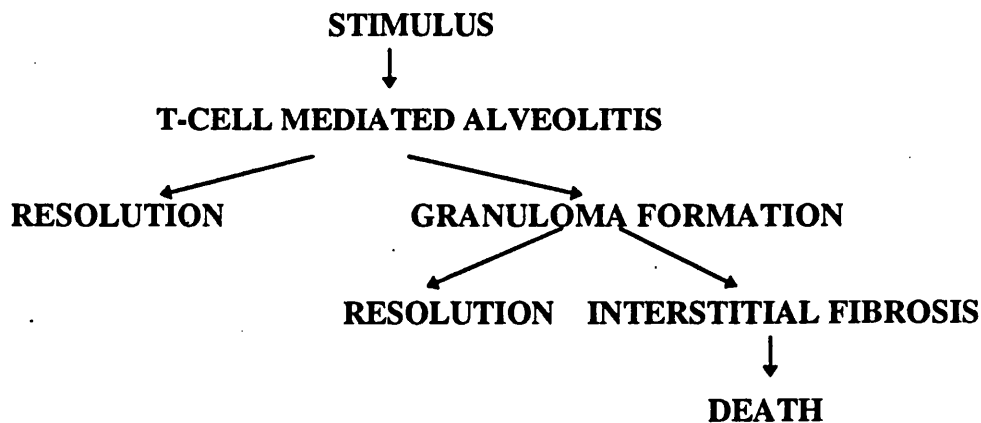 STIMULUS
T-CELL MEDIATED ALVEOLITIS
RESOLUTION
GRANULOMA FORMATION
RESOLUTION
INTERSTITIAL FIBROSIS
DEATH